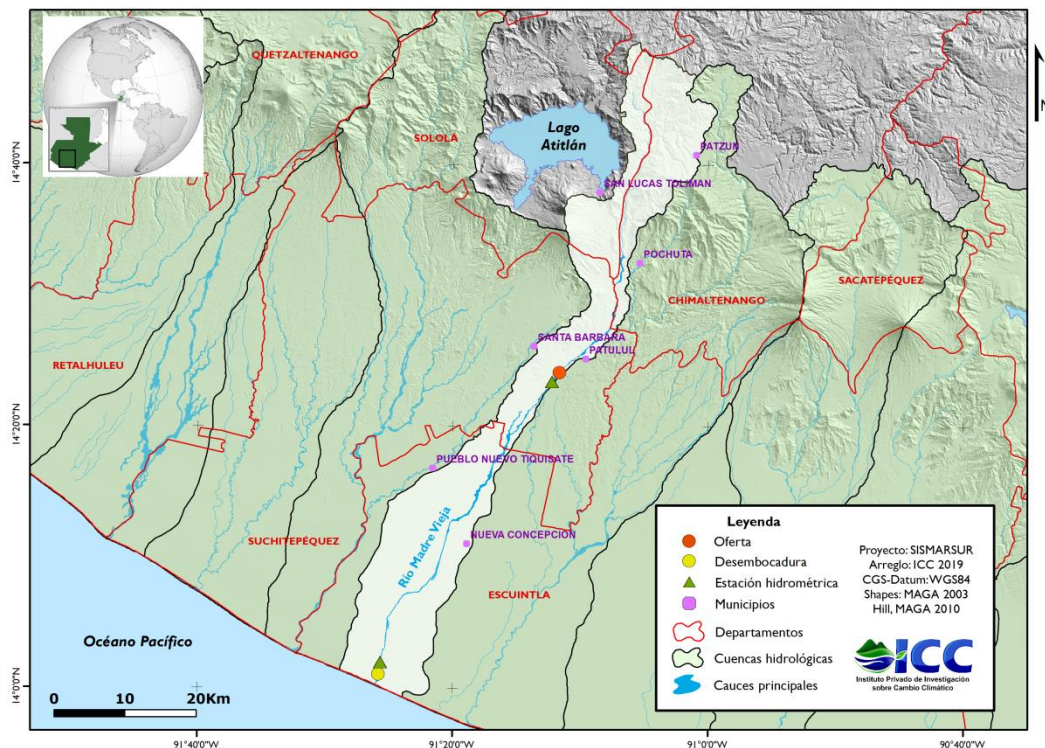 QUETZALTENANGO
SOLOLÁ
Lago
Atitlán
PATZUN
SAN LUCAS TOLIMAN
POCHUTA
CHIMALTENANGO
SACATEPÉQUEZ
SANTA BARBARA
PATULUL
RETALHULEU
PUEBLO NUEVO TIQUISATE
NUEVA CONCEPCION
SUCHITEPÉQUEZ
Río Madre Vieja
ESCUINTLA
Océano Pacífico
0 10 20Km
N
14°40'0"N
14°20'0"N
14°0'0"N
91°40'0"W
91°20'0"W
91°0'0"W
90°40'0"W
Leyenda
Oferta
Desembocadura
Estación hidrométrica
Municipios
Departamentos
Cuencas hidrológicas
Cauces principales
Proyecto: SISMARSUR
Arreglo: ICC 2019
CGS-Datum:WGS84
Shapes: MAGA 2003
Hill, MAGA 2010
ICC
Instituto Privado de Investigación
sobre Cambio Climático